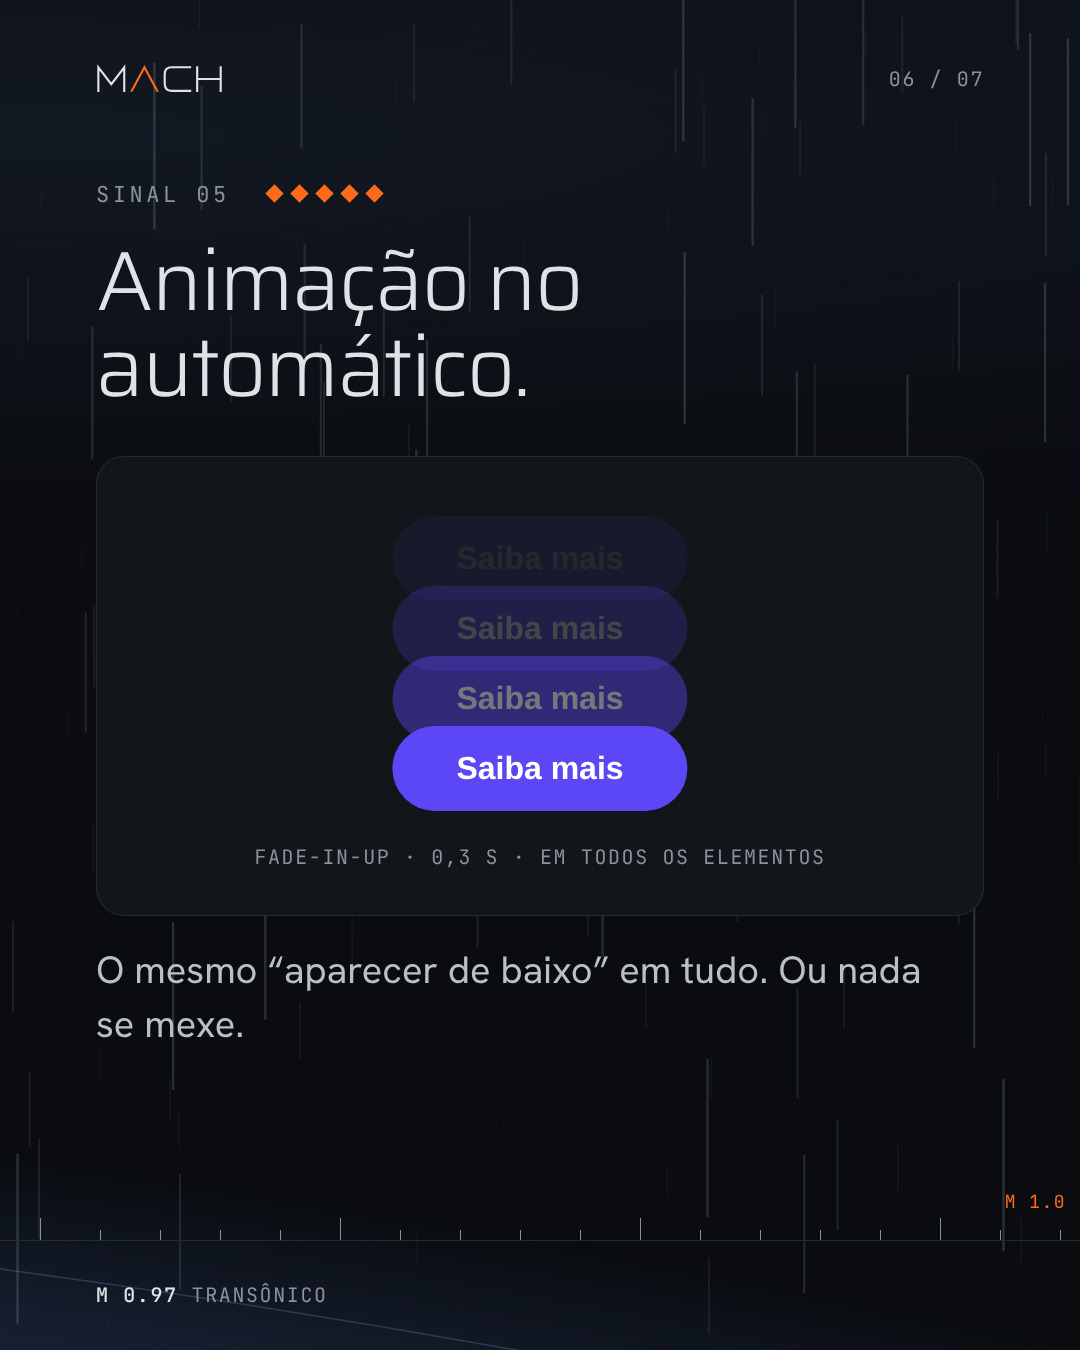 MACH
06 / 07
SINAL 05
Animação no
automático.
Saiba mais
Saiba mais
Saiba mais
Saiba mais
FADE-IN-UP · 0,3 S · EM TODOS OS ELEMENTOS
O mesmo “aparecer de baixo” em tudo. Ou nada
se mexe.
M 1.0
M 0.97 TRANSÔNICO